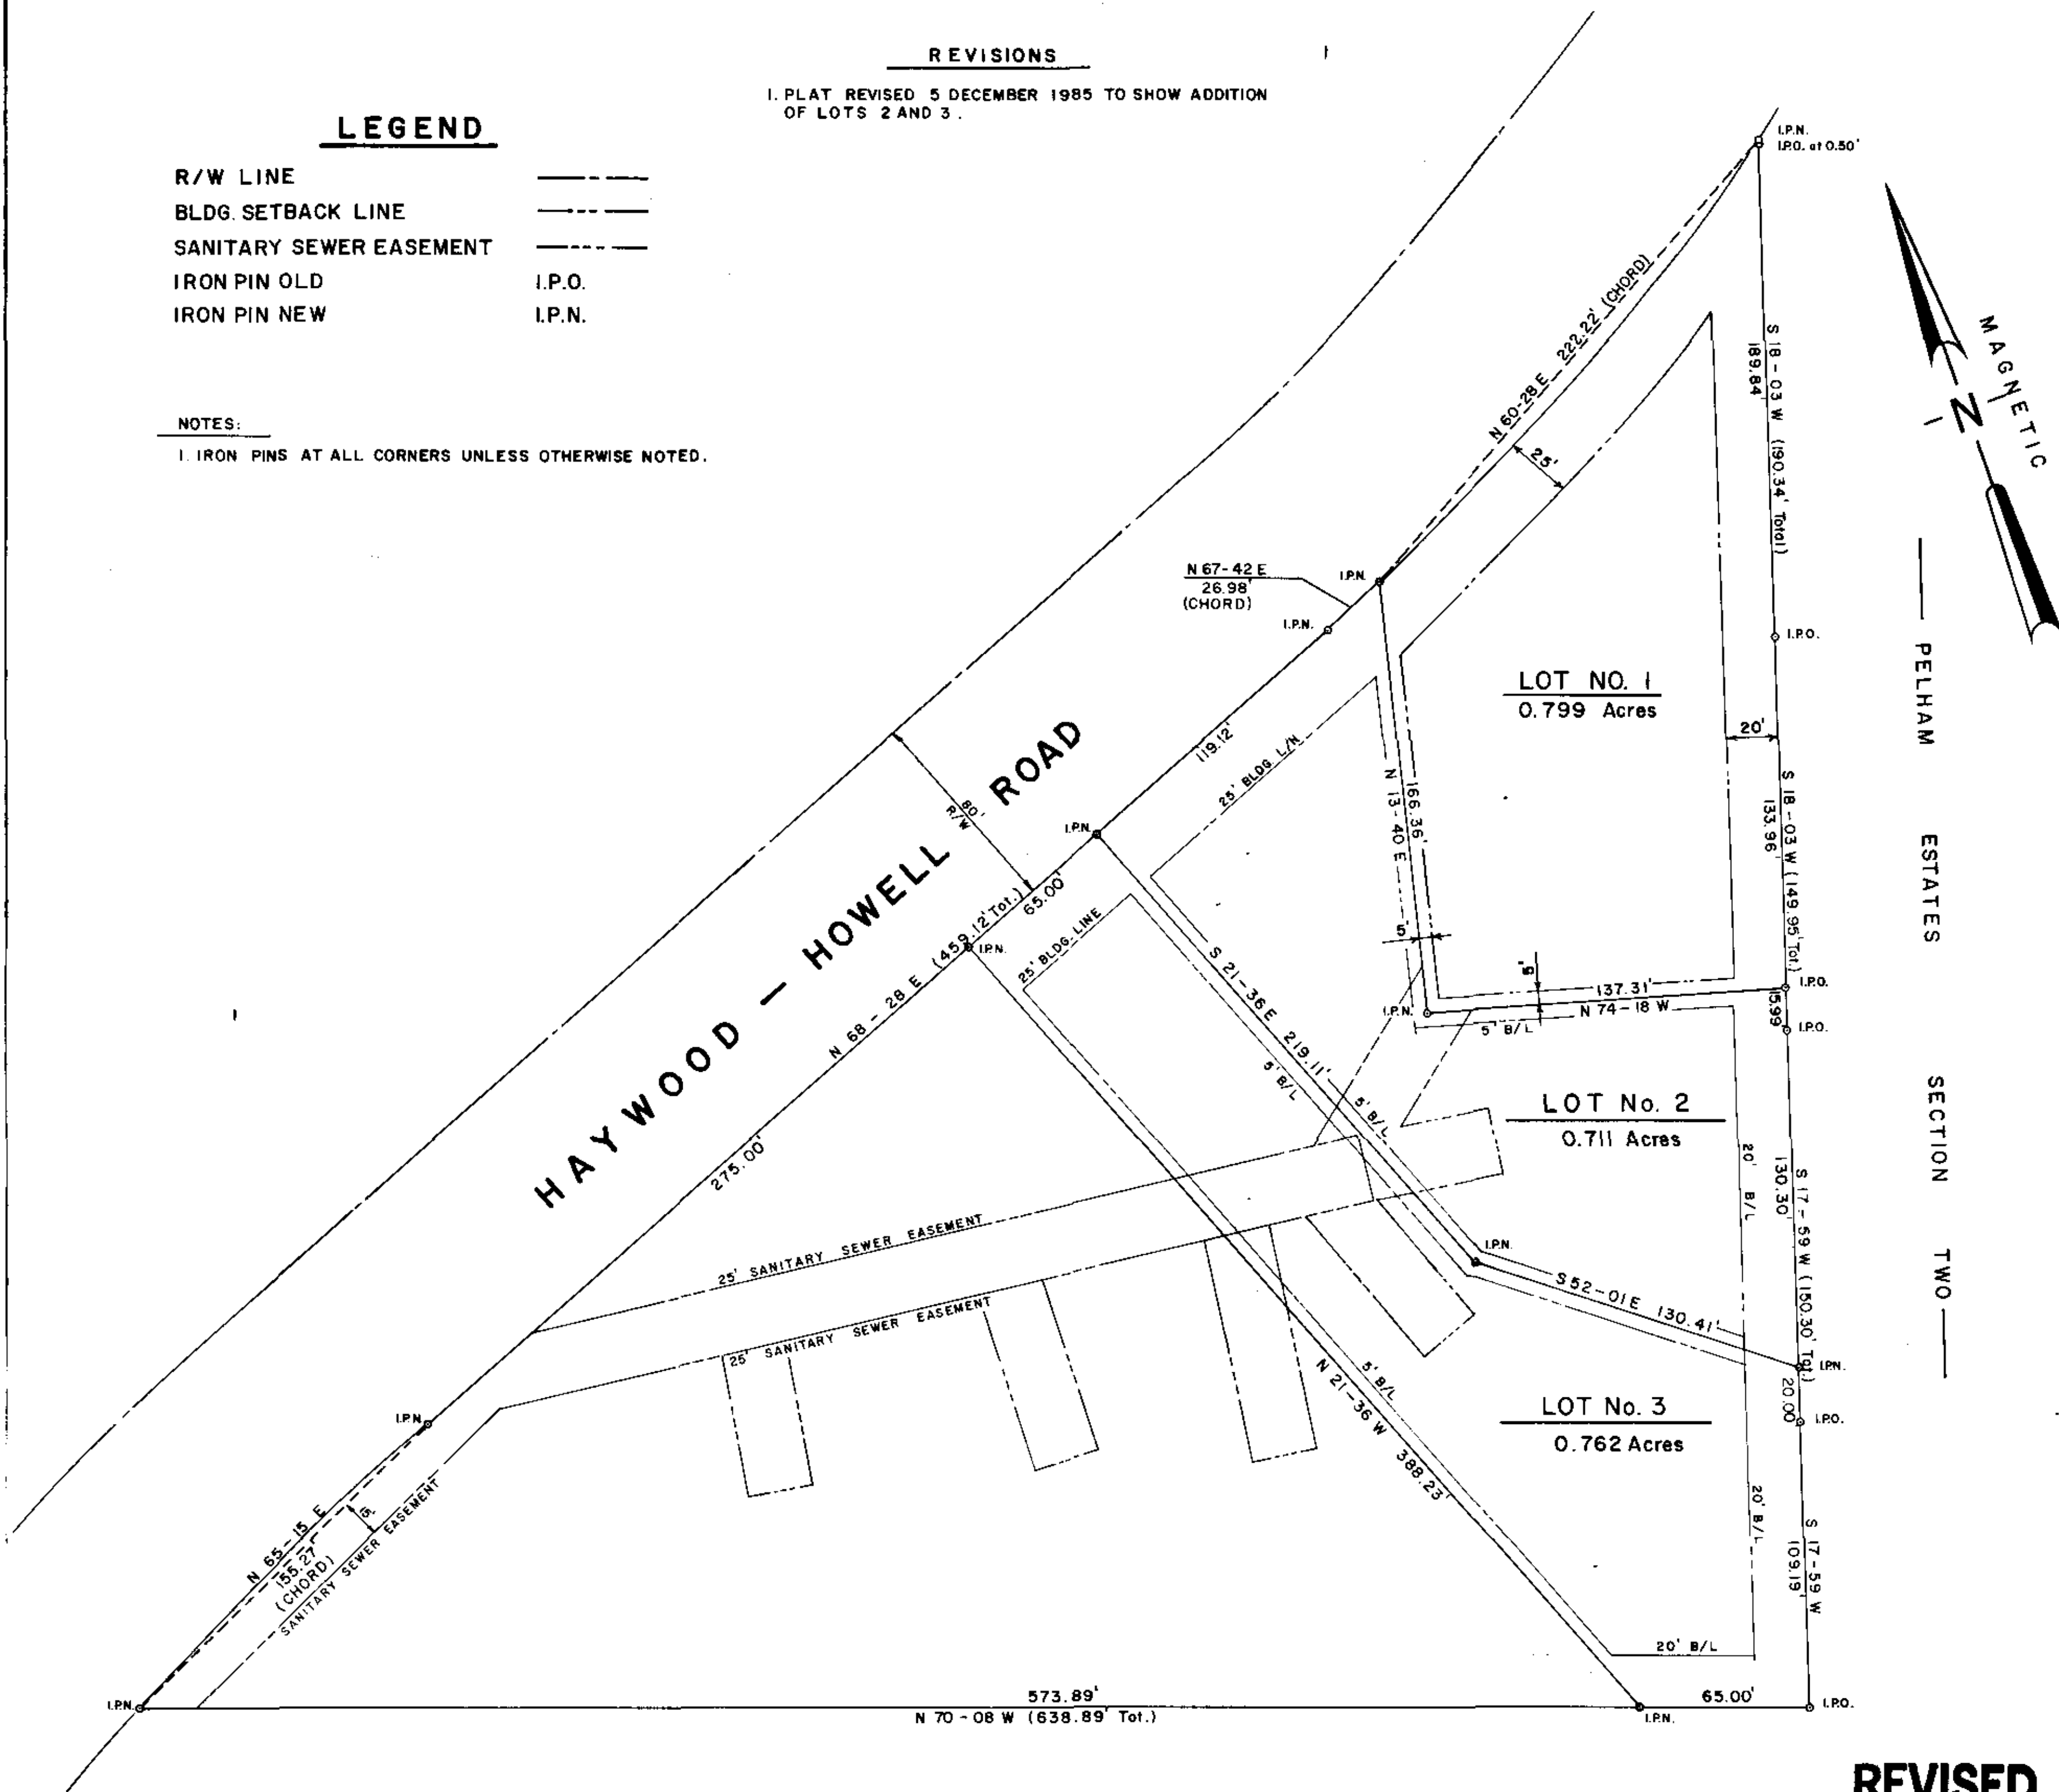 REVISIONS
1. PLAT REVISED 5 DECEMBER 1985 TO SHOW ADDITION
OF LOTS 2 AND 3.
LEGEND
R/W LINE
BLDG. SETBACK LINE
SANITARY SEWER EASEMENT
IRON PIN OLD I.P.O.
IRON PIN NEW I.P.N.
NOTES:
1. IRON PINS AT ALL CORNERS UNLESS OTHERWISE NOTED.
I.P.N.
I.P.O. at 0.50'
MAGNETIC
N
N 60-28 E 222.22' (CHORD)
25'
S 18-03 W (190.34' Total)
189.84'
N 67-42 E
26.98'
(CHORD)
I.P.N.
I.P.N.
I.P.O.
LOT NO. 1
0.799 Acres
20'
119.12'
25' BLDG. L/N
N 13-40 E
166.36'
S 18-03 W (149.95' Tot.)
133.96'
PELHAM ESTATES SECTION TWO
80'
R/W
HAYWOOD — HOWELL ROAD
I.P.N.
65.00'
N 68-28 E (459.12' Tot.)
I.P.N.
25' BLDG. LINE
S 21-36 E 219.11'
5' B/L
5' B/L
5'
5'
137.31'
N 74-18 W
I.P.N.
5' B/L
I.P.O.
15.99
I.P.O.
LOT No. 2
0.711 Acres
20' B/L
S 17-59 W (150.30' Tot.)
130.30'
275.00'
25' SANITARY SEWER EASEMENT
25' SANITARY SEWER EASEMENT
I.P.N.
S 52-01 E 130.41'
I.P.N.
20.00'
I.P.O.
N 21-36 W 388.23'
5' B/L
LOT No. 3
0.762 Acres
20' B/L
S 17-59 W
109.19'
I.P.N.
N 65-15 E
155.27'
(CHORD)
SANITARY SEWER EASEMENT
20' B/L
I.P.N.
573.89'
N 70-08 W (638.89' Tot.)
65.00'
I.P.N.
I.P.O.
REVISED